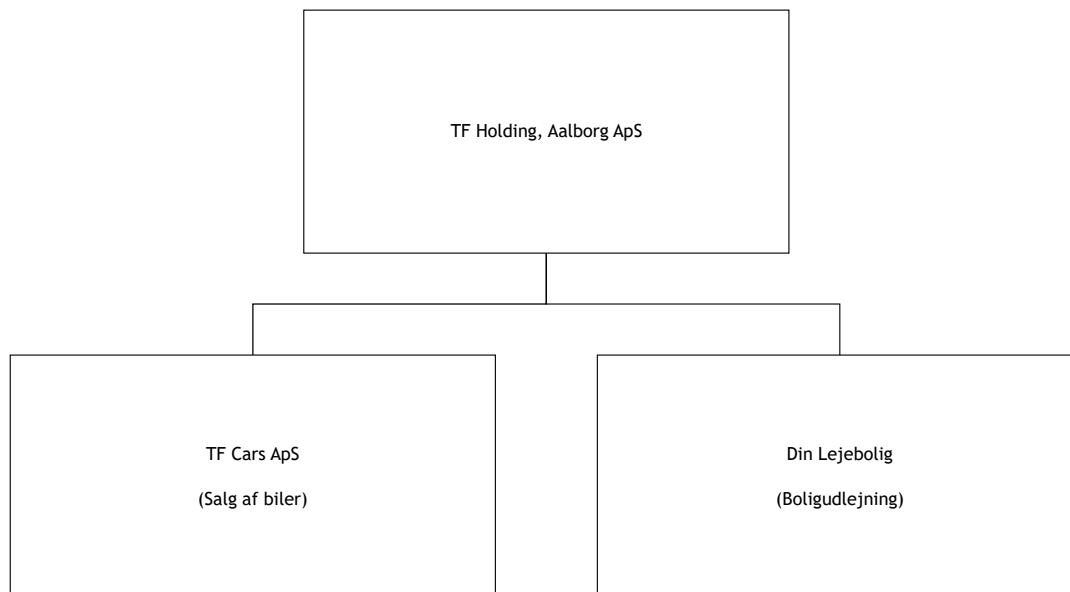 TF Holding, Aalborg ApS
TF Cars ApS
(Salg af biler)
Din Lejebolig
(Boligudlejning)